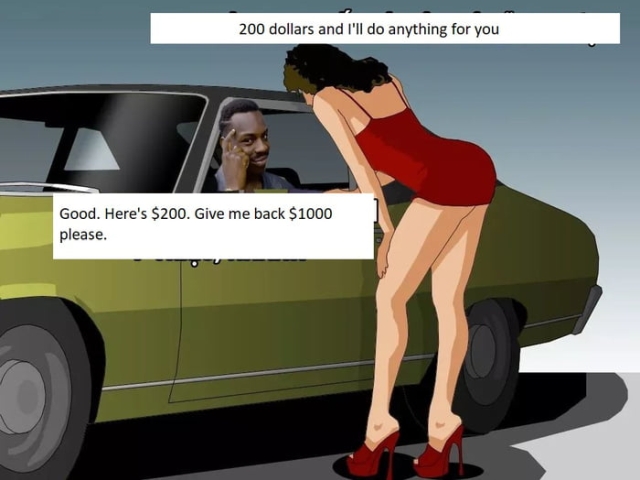 200 dollars and I'll do anything for you
Good. Here's $200. Give me back $1000
please.